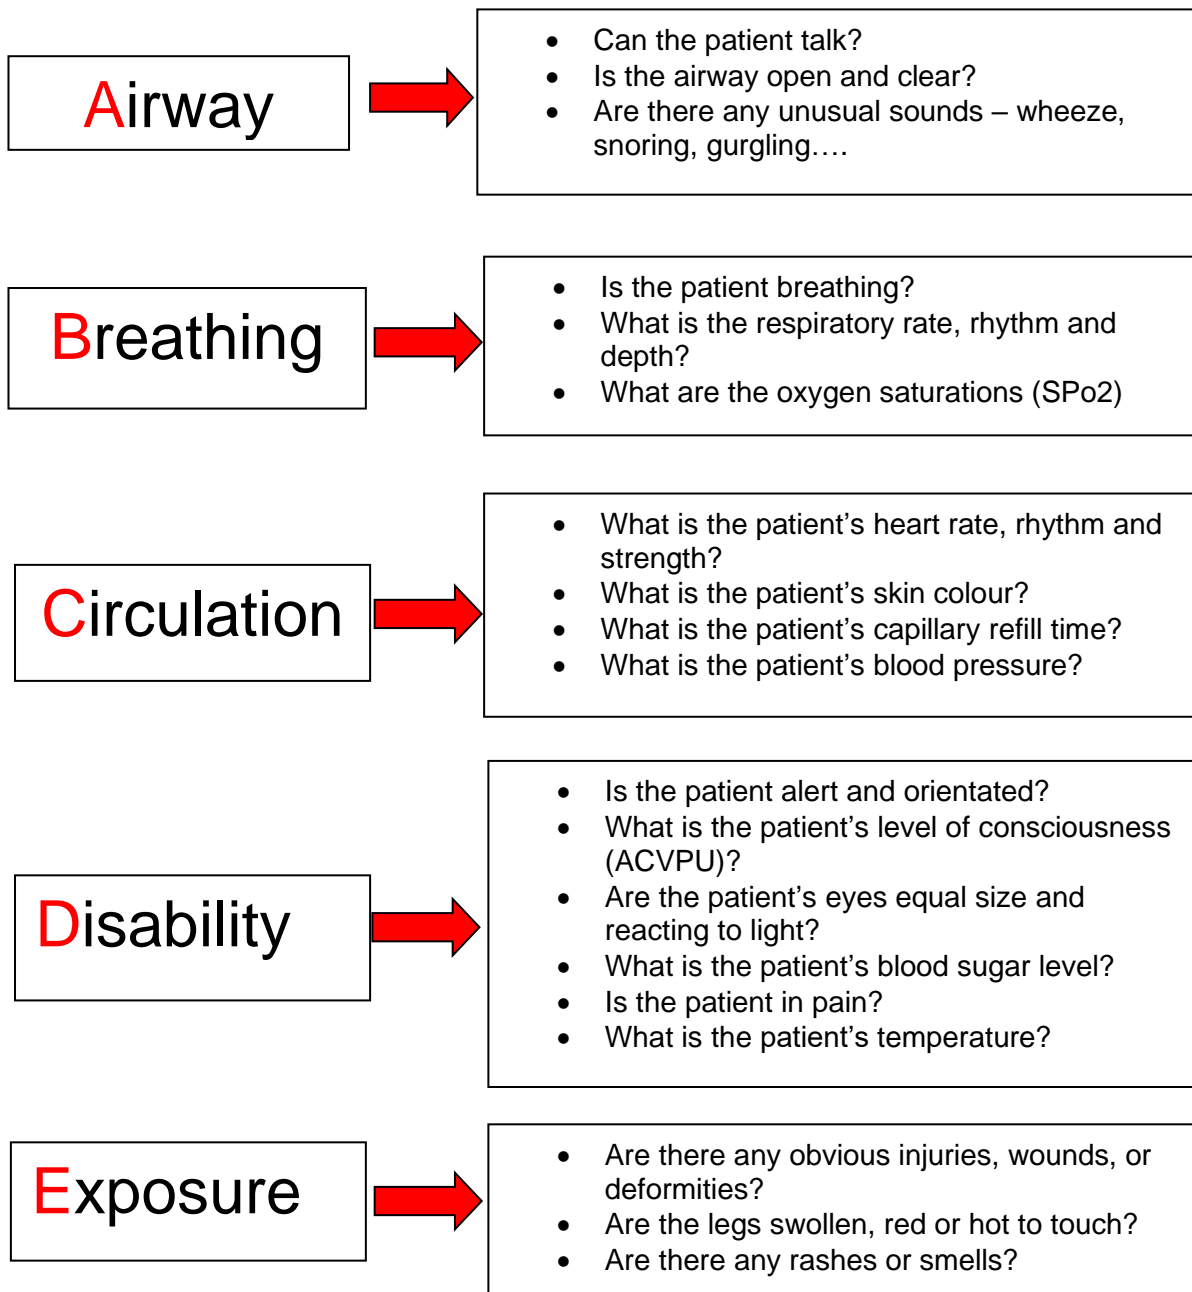 Airway
• Can the patient talk?
• Is the airway open and clear?
• Are there any unusual sounds – wheeze,
snoring, gurgling….
Breathing
• Is the patient breathing?
• What is the respiratory rate, rhythm and
depth?
• What are the oxygen saturations (SPo2)
Circulation
• What is the patient’s heart rate, rhythm and
strength?
• What is the patient’s skin colour?
• What is the patient’s capillary refill time?
• What is the patient’s blood pressure?
Disability
• Is the patient alert and orientated?
• What is the patient’s level of consciousness
(ACVPU)?
• Are the patient’s eyes equal size and
reacting to light?
• What is the patient’s blood sugar level?
• Is the patient in pain?
• What is the patient’s temperature?
Exposure
• Are there any obvious injuries, wounds, or
deformities?
• Are the legs swollen, red or hot to touch?
• Are there any rashes or smells?